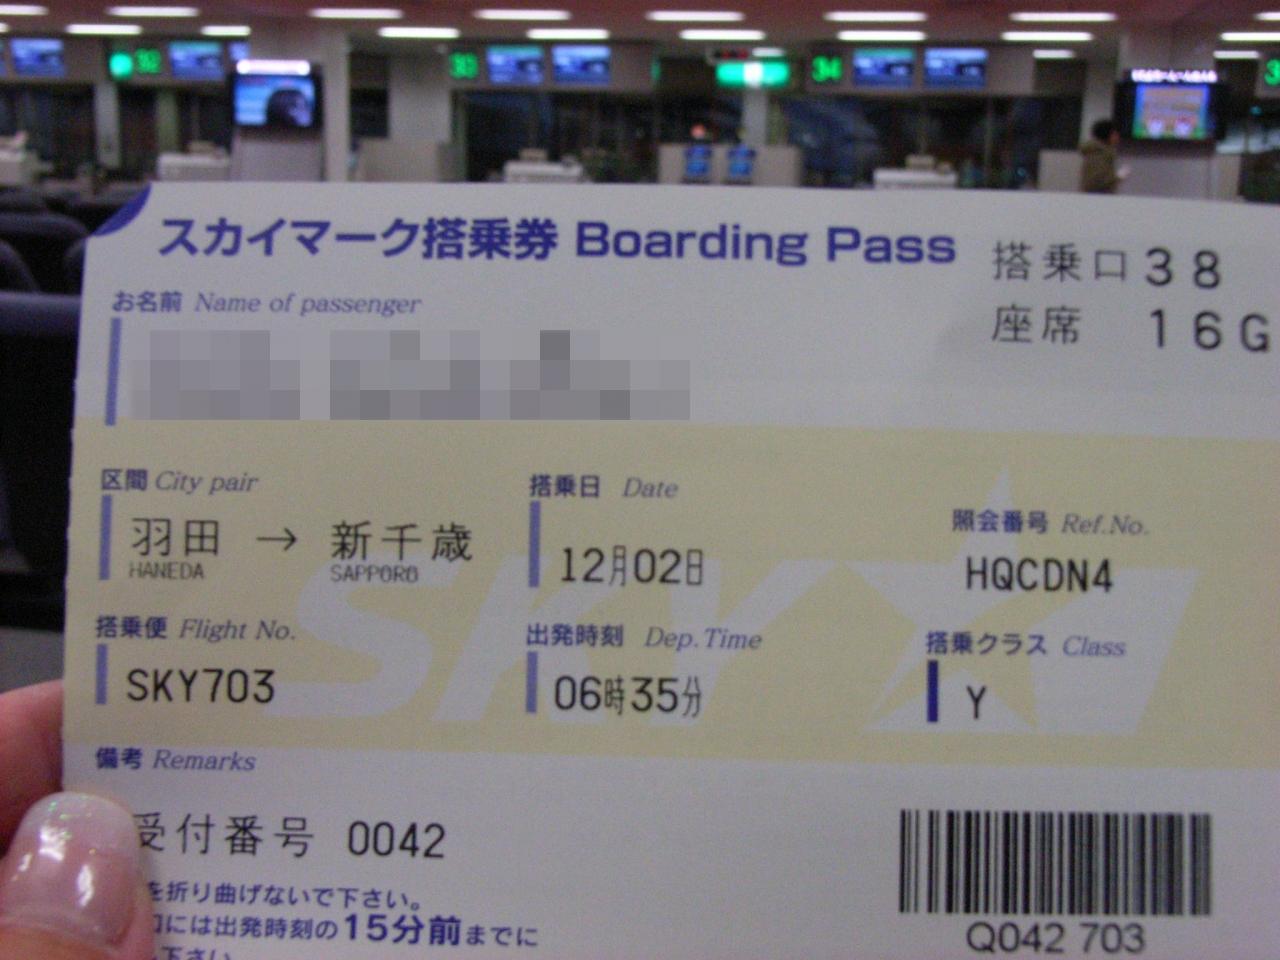 34
スカイマーク搭乗券 Boarding Pass
搭乗口 38
座席 16G
お名前 Name of passenger
区間 City pair
搭乗日 Date
照会番号 Ref.No.
羽田 → 新千歳
HANEDA SAPPORO
12月02日
HQCDN4
搭乗便 Flight No.
出発時刻 Dep.Time
搭乗クラス Class
SKY703
06時35分
Y
備考 Remarks
受付番号 0042
を折り曲げないで下さい。
口には出発時刻の15分前までに
下さい。
Q042 703
SKY